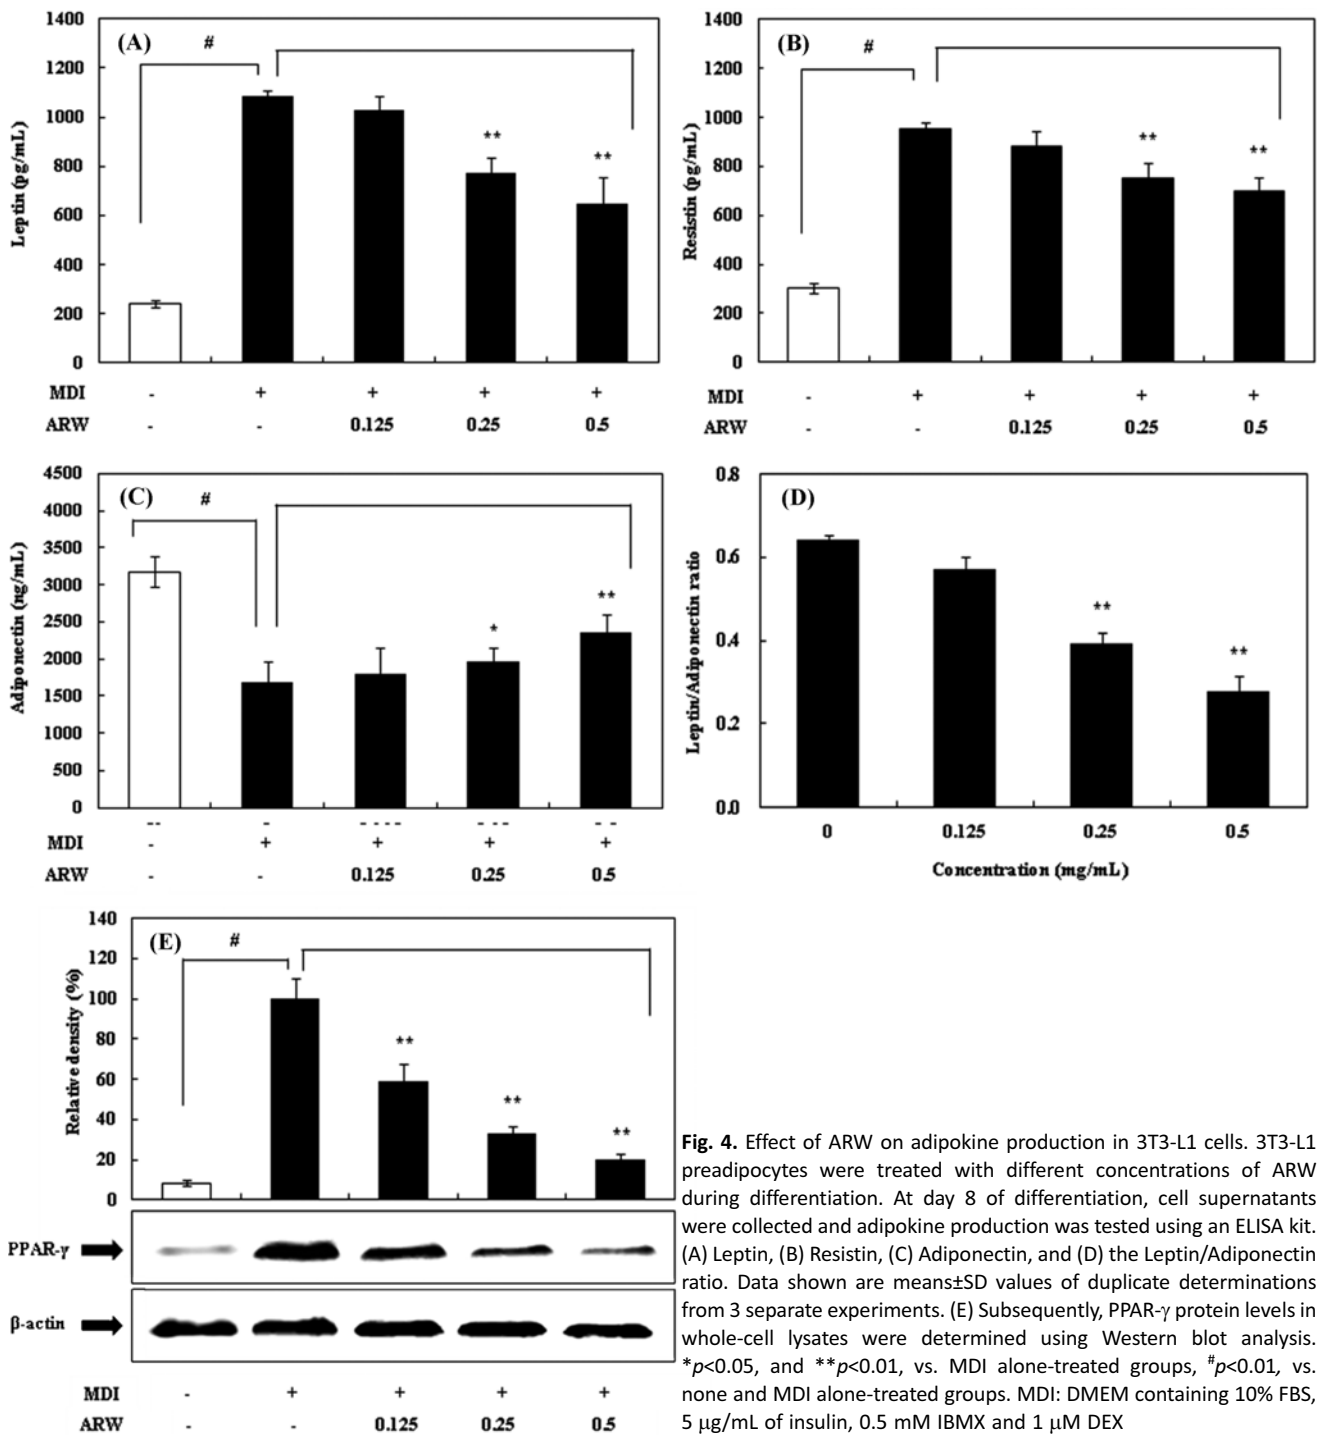 (A)
#
**
**
Leptin (pg/mL)
1400
1200
1000
800
600
400
200
0
MDI - + + + +
ARW - - 0.125 0.25 0.5
(B)
#
**
**
Resistin (pg/mL)
1400
1200
1000
800
600
400
200
0
MDI - + + + +
ARW - - 0.125 0.25 0.5
(C)
#
*
**
Adiponectin (ng/mL)
4500
4000
3500
3000
2500
2000
1500
1000
500
0
MDI - + + + +
ARW - - 0.125 0.25 0.5
(D)
**
**
Leptin/Adiponectin ratio
0.8
0.6
0.4
0.2
0.0
0 0.125 0.25 0.5
Concentration (mg/mL)
(E)
#
**
**
**
Relative density (%)
140
120
100
80
60
40
20
0
PPAR-γ
β-actin
MDI - + + + +
ARW - - 0.125 0.25 0.5
Fig. 4. Effect of ARW on adipokine production in 3T3-L1 cells. 3T3-L1
preadipocytes were treated with different concentrations of ARW
during differentiation. At day 8 of differentiation, cell supernatants
were collected and adipokine production was tested using an ELISA kit.
(A) Leptin, (B) Resistin, (C) Adiponectin, and (D) the Leptin/Adiponectin
ratio. Data shown are means±SD values of duplicate determinations
from 3 separate experiments. (E) Subsequently, PPAR-γ protein levels in
whole-cell lysates were determined using Western blot analysis.
*p<0.05, and **p<0.01, vs. MDI alone-treated groups, #p<0.01, vs.
none and MDI alone-treated groups. MDI: DMEM containing 10% FBS,
5 μg/mL of insulin, 0.5 mM IBMX and 1 μM DEX